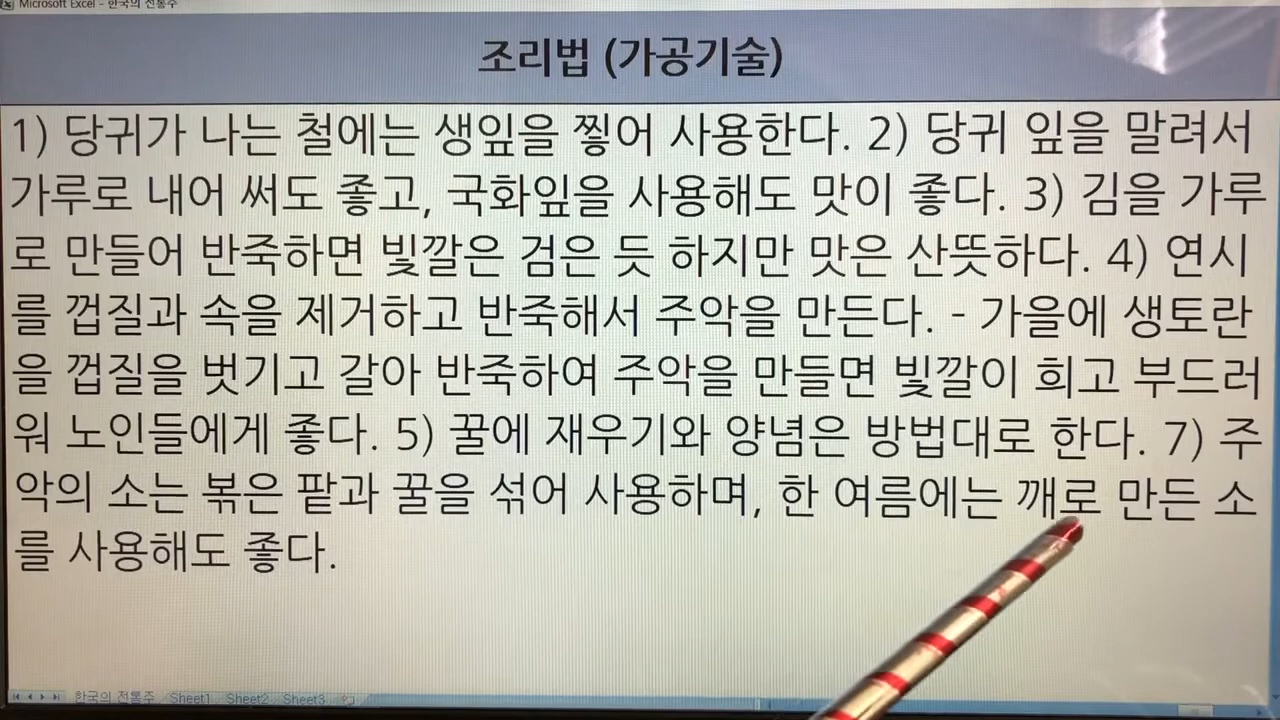 Microsoft Excel - 한국의 전통주
조리법 (가공기술)
1) 당귀가 나는 철에는 생잎을 찧어 사용한다. 2) 당귀 잎을 말려서
가루로 내어 써도 좋고, 국화잎을 사용해도 맛이 좋다. 3) 김을 가루
로 만들어 반죽하면 빛깔은 검은 듯 하지만 맛은 산뜻하다. 4) 연시
를 껍질과 속을 제거하고 반죽해서 주악을 만든다. - 가을에 생토란
을 껍질을 벗기고 갈아 반죽하여 주악을 만들면 빛깔이 희고 부드러
워 노인들에게 좋다. 5) 꿀에 재우기와 양념은 방법대로 한다. 7) 주
악의 소는 볶은 팥과 꿀을 섞어 사용하며, 한 여름에는 깨로 만든 소
를 사용해도 좋다.
한국의 전통주 Sheet1 Sheet2 Sheet3